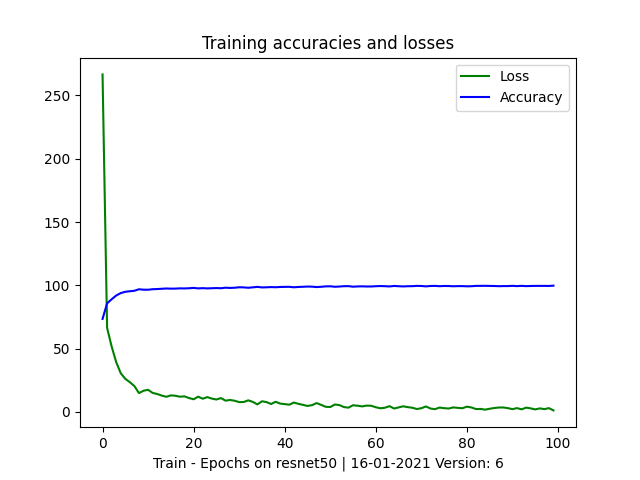 Training accuracies and losses
Loss
Accuracy
250
200
150
100
50
0
0 20 40 60 80 100
Train - Epochs on resnet50 | 16-01-2021 Version: 6